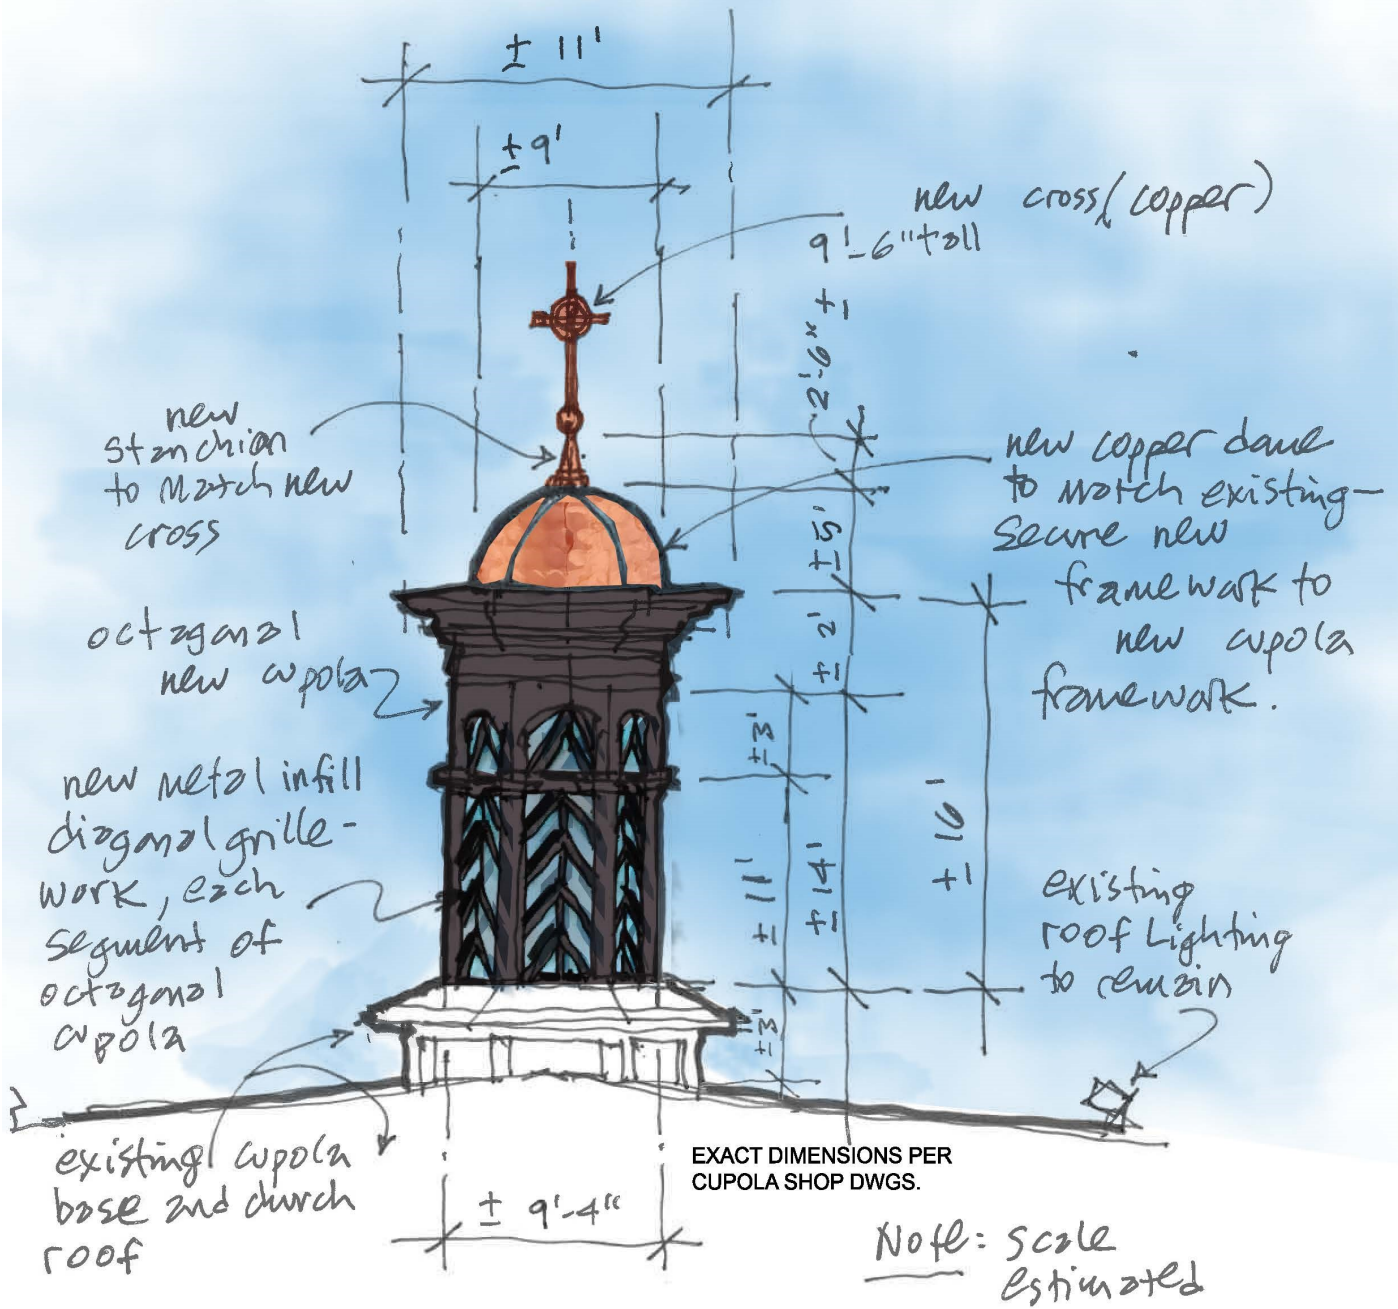 ± 11'
± 9'
new cross (copper)
9'-6" tall
2'-6" ±
new
stanchion
to match new
cross
new copper dome
to match existing-
secure new
framework to
new cupola
framework.
± 5'
octagonal
new cupola
± 2'
± 3'
new metal infill
diagonal grille-
work, each
segment of
octagonal
cupola
± 11'
± 14'
± 16'
existing
roof Lighting
to remain
± 3'
existing cupola
base and church
roof
± 9'-4"
EXACT DIMENSIONS PER
CUPOLA SHOP DWGS.
Note: scale
estimated